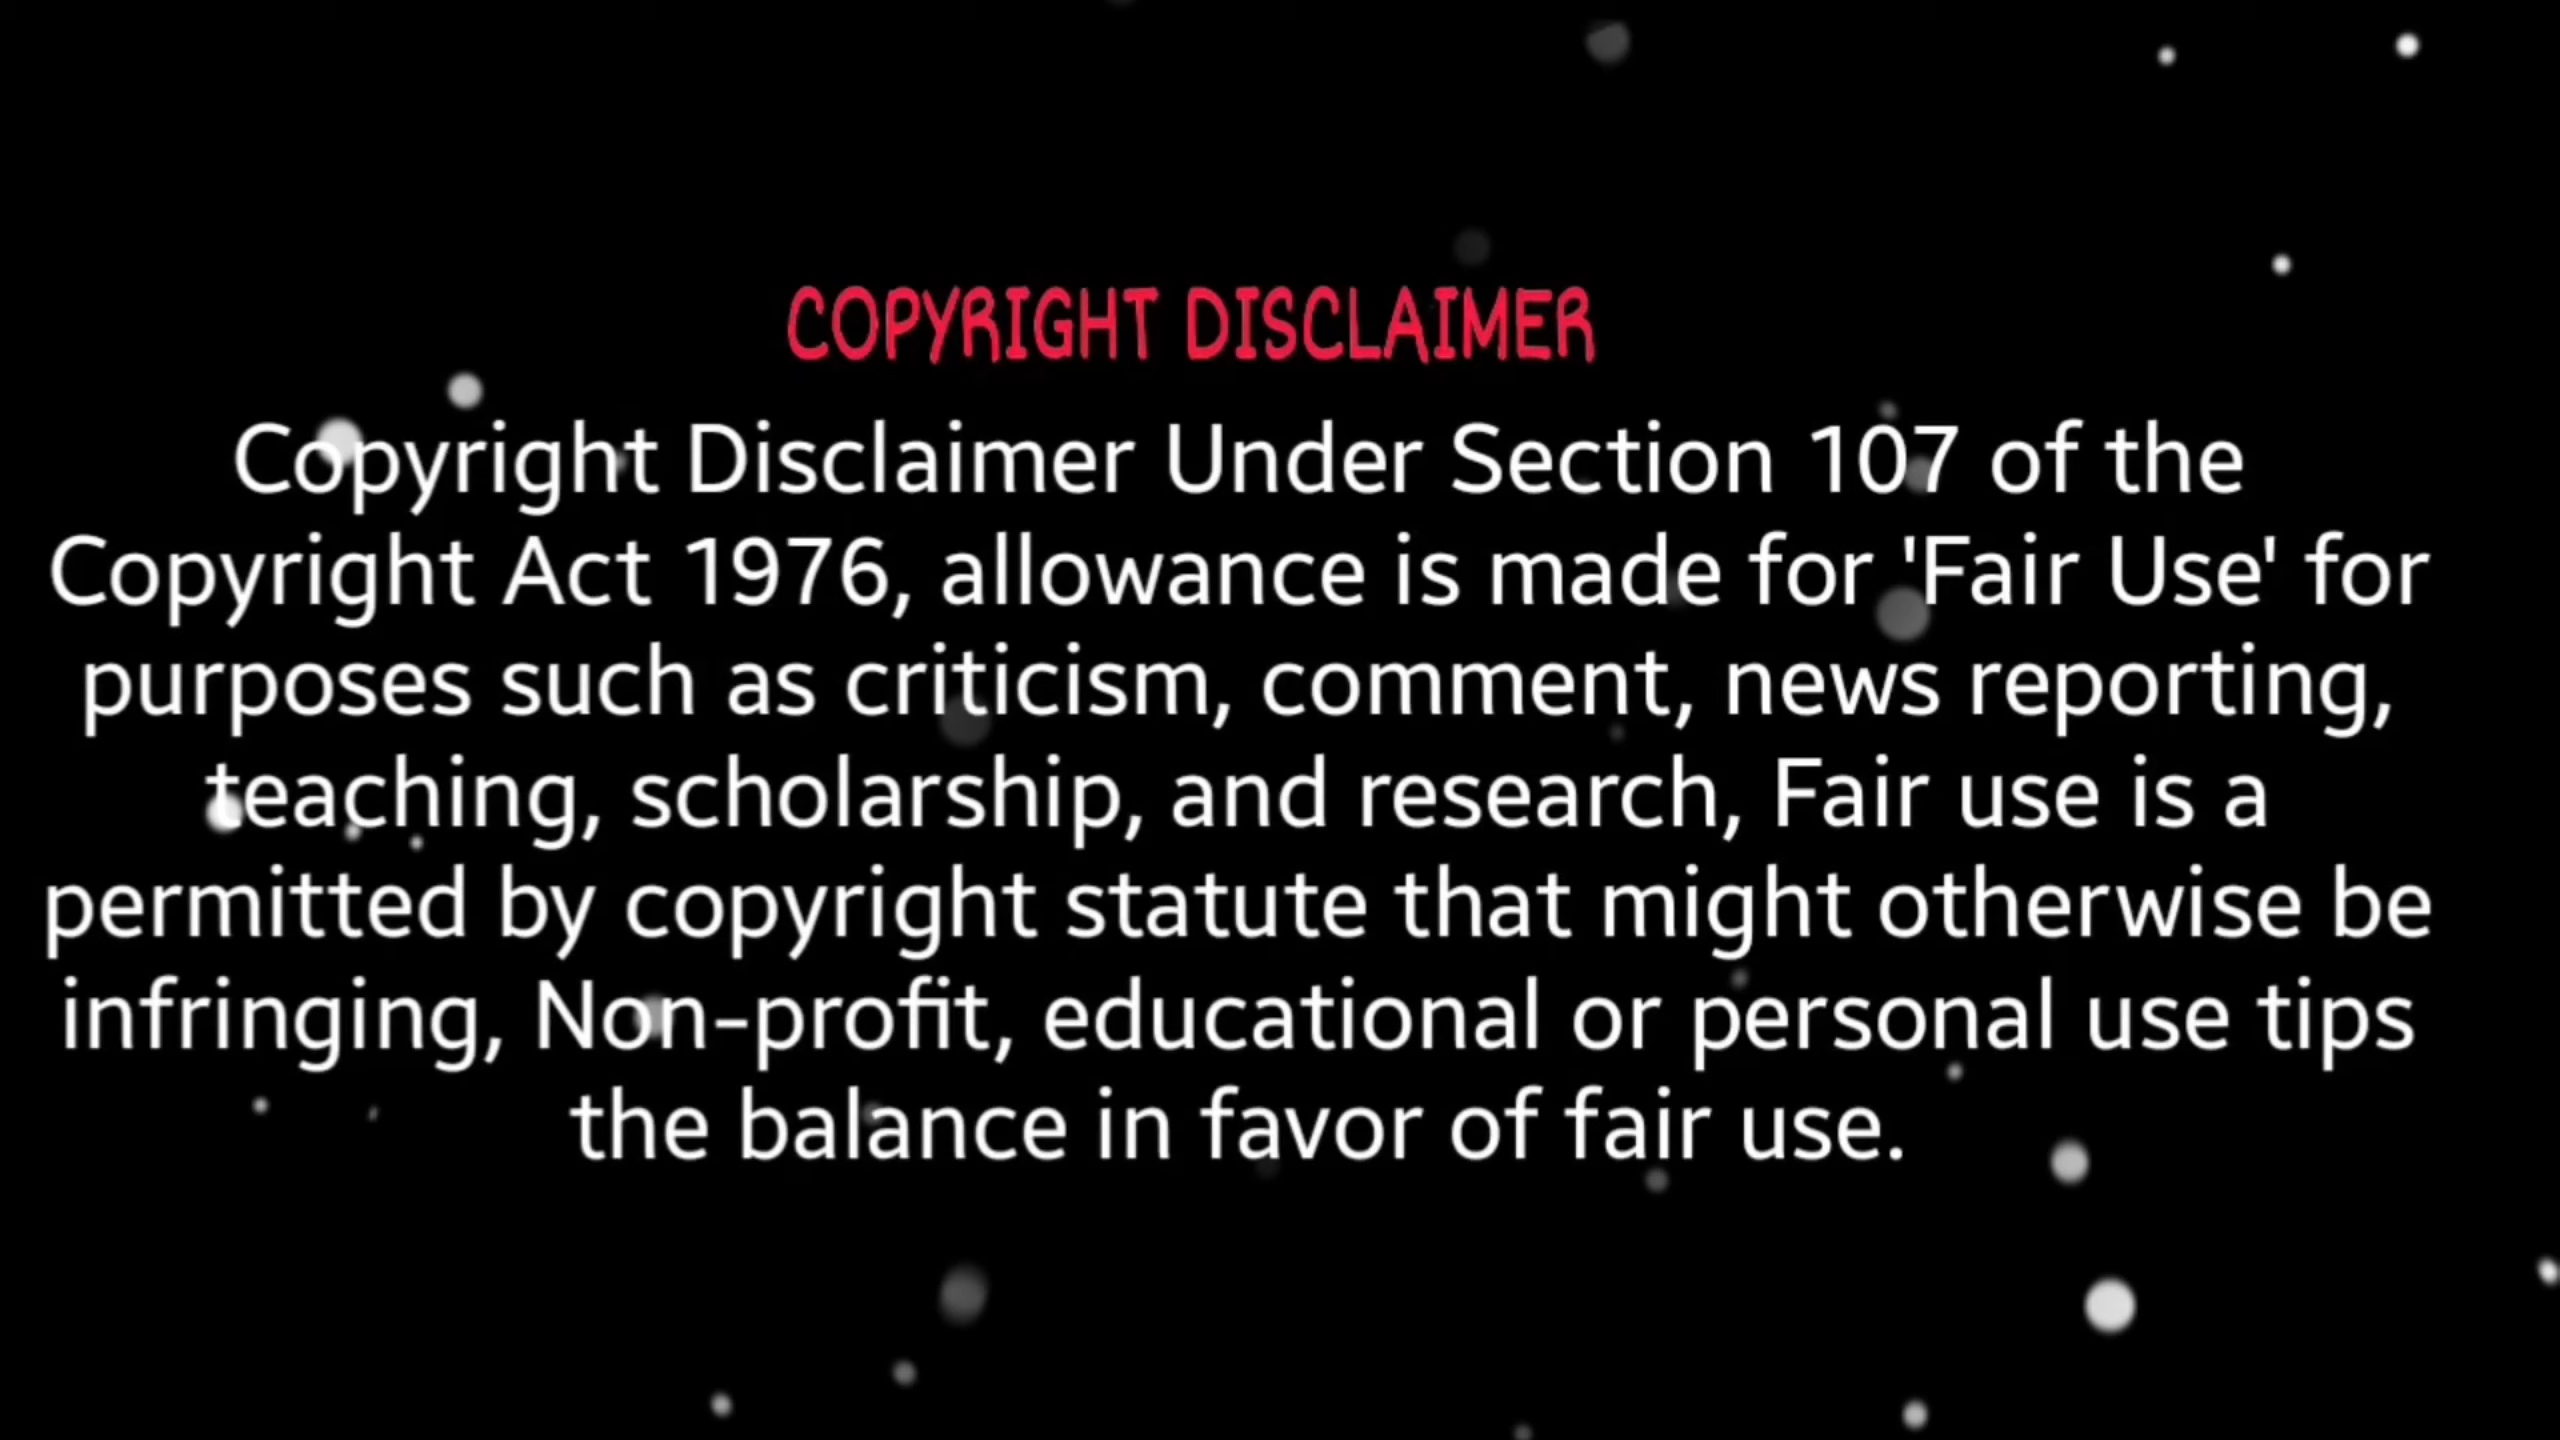 COPYRIGHT DISCLAIMER
Copyright Disclaimer Under Section 107 of the
Copyright Act 1976, allowance is made for 'Fair Use' for
purposes such as criticism, comment, news reporting,
teaching, scholarship, and research, Fair use is a
permitted by copyright statute that might otherwise be
infringing, Non-profit, educational or personal use tips
the balance in favor of fair use.